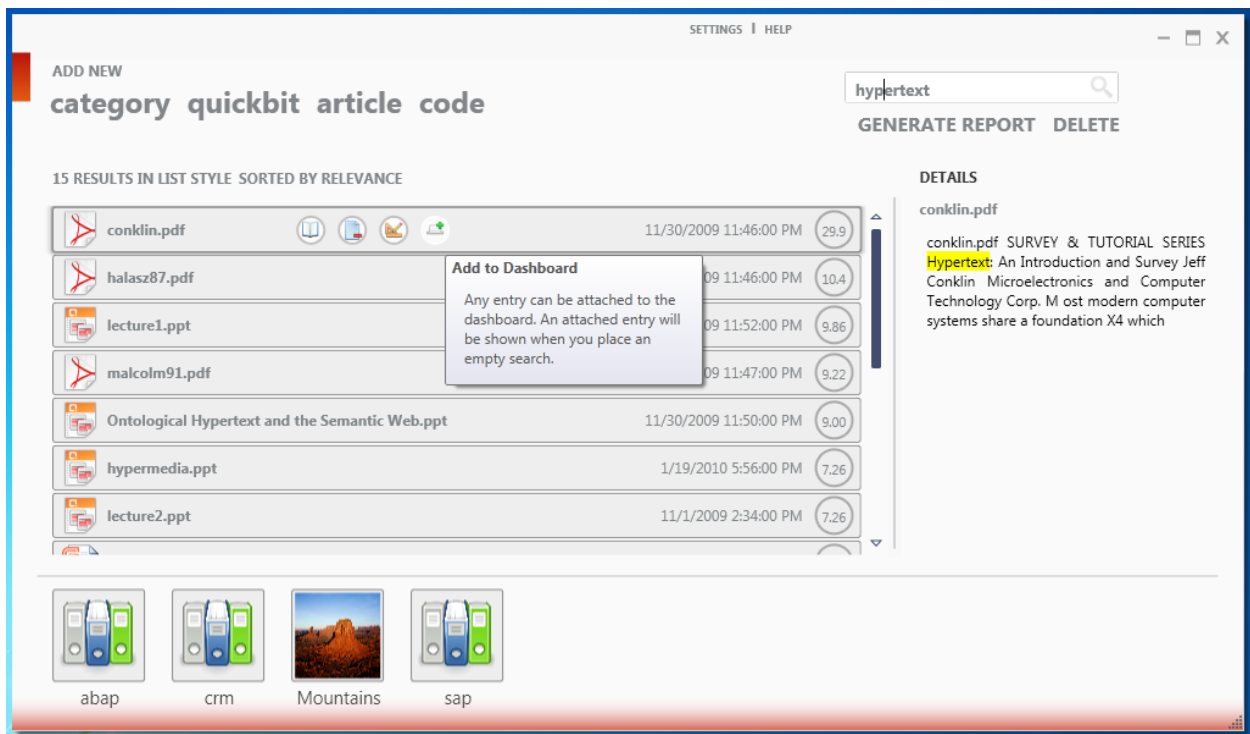 SETTINGS | HELP
ADD NEW
category quickbit article code
hypertext
GENERATE REPORT DELETE
15 RESULTS IN LIST STYLE SORTED BY RELEVANCE
conklin.pdf 11/30/2009 11:46:00 PM 29.9
halasz87.pdf 09 11:46:00 PM 10.4
lecture1.ppt 09 11:52:00 PM 9.86
malcolm91.pdf 09 11:47:00 PM 9.22
Ontological Hypertext and the Semantic Web.ppt 11/30/2009 11:50:00 PM 9.00
hypermedia.ppt 1/19/2010 5:56:00 PM 7.26
lecture2.ppt 11/1/2009 2:34:00 PM 7.26
Add to Dashboard
Any entry can be attached to the
dashboard. An attached entry will
be shown when you place an
empty search.
DETAILS
conklin.pdf
conklin.pdf SURVEY & TUTORIAL SERIES
Hypertext: An Introduction and Survey Jeff
Conklin Microelectronics and Computer
Technology Corp. M ost modern computer
systems share a foundation X4 which
abap crm Mountains sap